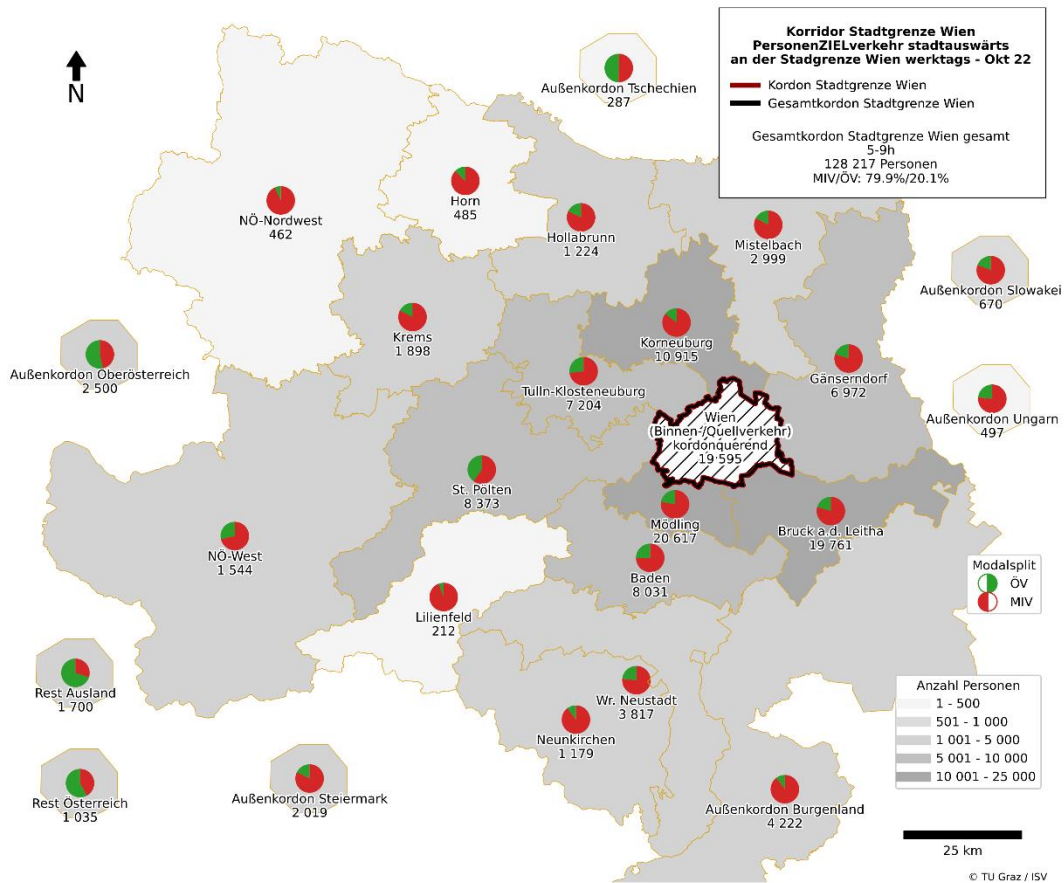 Korridor Stadtgrenze Wien
PersonenZIELverkehr stadtauswärts
an der Stadgrenze Wien werktags - Okt 22
Kordon Stadtgrenze Wien
Gesamtkordon Stadtgrenze Wien
Gesamtkordon Stadtgrenze Wien gesamt
5-9h
128 217 Personen
MIV/ÖV: 79.9%/20.1%
N
Außenkordon Tschechien
287
NÖ-Nordwest
462
Horn
485
Hollabrunn
1 224
Mistelbach
2 999
Außenkordon Slowakei
670
Krems
1 898
Korneuburg
10 915
Außenkordon Oberösterreich
2 500
Tulln-Klosteneuburg
7 204
Gänserndorf
6 972
Außenkordon Ungarn
497
Wien
(Binnen-/Quellverkehr)
kordonquerend
19 595
St. Pölten
8 373
Mödling
20 617
Bruck a.d. Leitha
19 761
NÖ-West
1 544
Baden
8 031
Modalsplit
ÖV
MIV
Lilienfeld
212
Rest Ausland
1 700
Wr. Neustadt
3 817
Neunkirchen
1 179
Anzahl Personen
1 - 500
501 - 1 000
1 001 - 5 000
5 001 - 10 000
10 001 - 25 000
Rest Österreich
1 035
Außenkordon Steiermark
2 019
Außenkordon Burgenland
4 222
25 km
© TU Graz / ISV